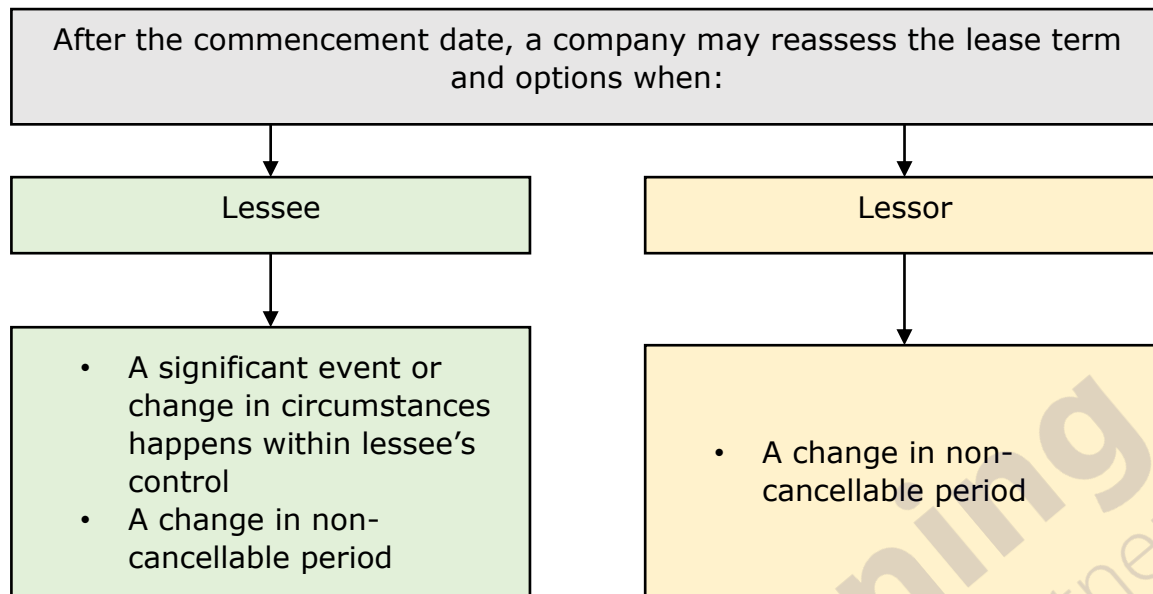 After the commencement date, a company may reassess the lease term
and options when:
Lessee
Lessor
• A significant event or
change in circumstances
happens within lessee’s
control
• A change in non-
cancellable period
• A change in non-
cancellable period